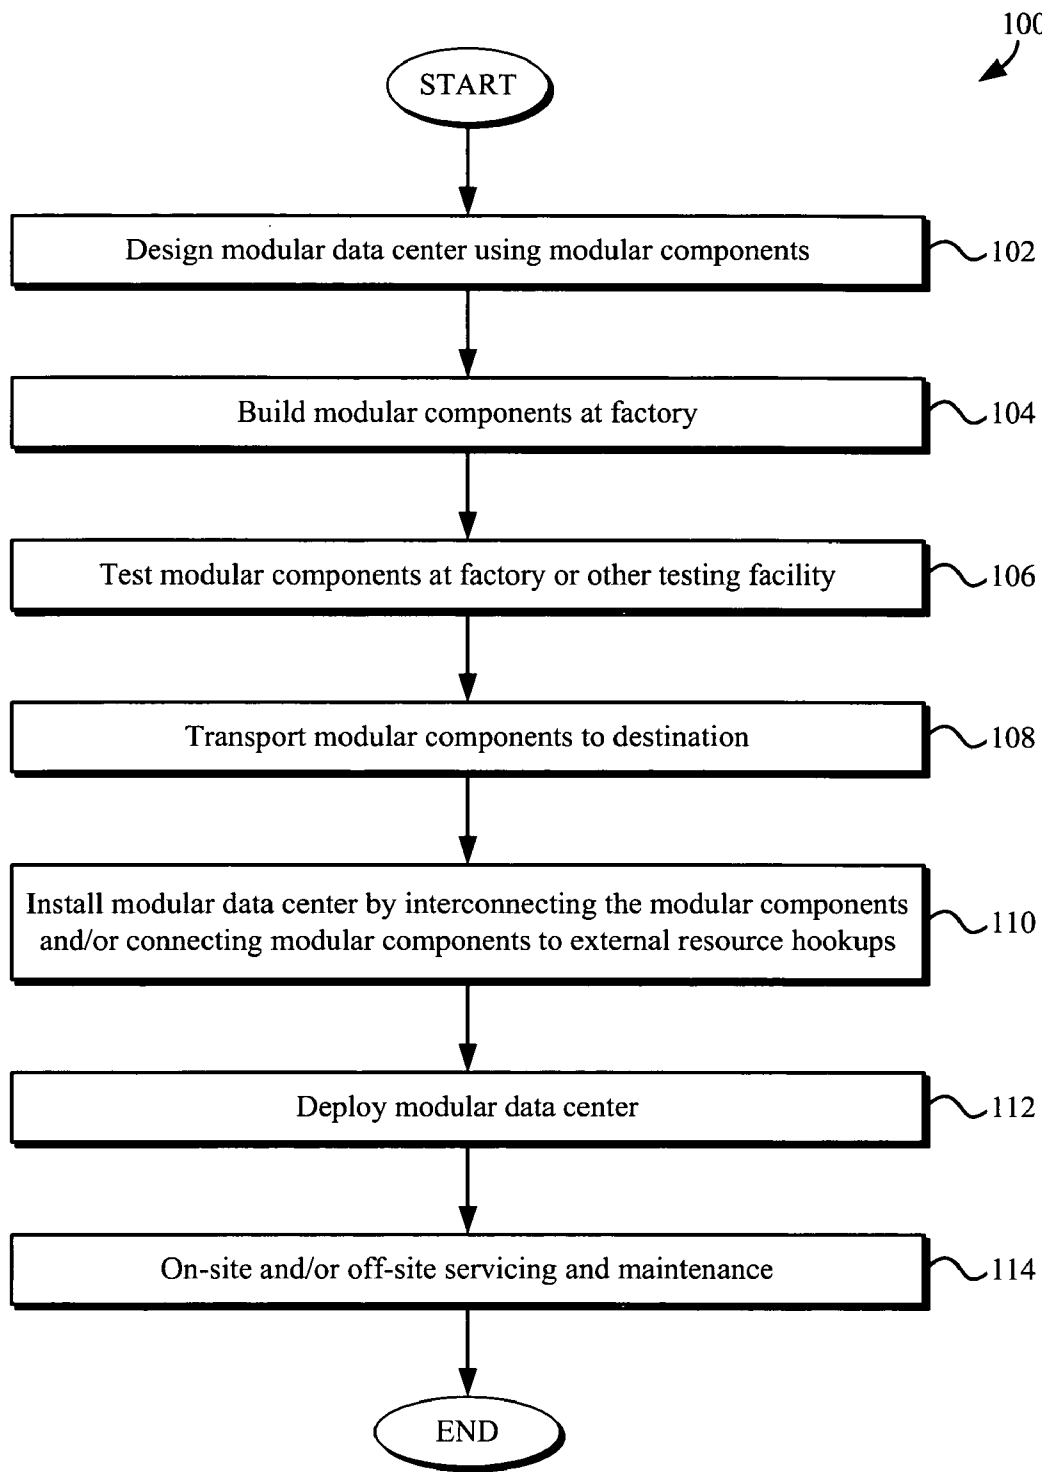 100
START
Design modular data center using modular components
102
Build modular components at factory
104
Test modular components at factory or other testing facility
106
Transport modular components to destination
108
Install modular data center by interconnecting the modular components
and/or connecting modular components to external resource hookups
110
Deploy modular data center
112
On-site and/or off-site servicing and maintenance
114
END